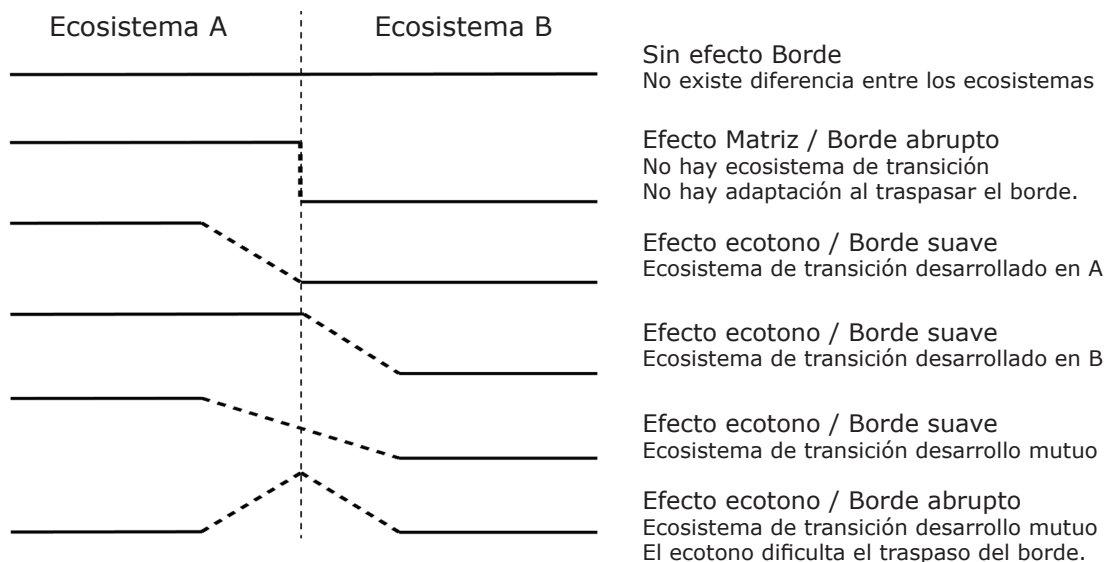 Ecosistema A
Ecosistema B
Sin efecto Borde
No existe diferencia entre los ecosistemas
Efecto Matriz / Borde abrupto
No hay ecosistema de transición
No hay adaptación al traspasar el borde.
Efecto ecotono / Borde suave
Ecosistema de transición desarrollado en A
Efecto ecotono / Borde suave
Ecosistema de transición desarrollado en B
Efecto ecotono / Borde suave
Ecosistema de transición desarrollo mutuo
Efecto ecotono / Borde abrupto
Ecosistema de transición desarrollo mutuo
El ecotono dificulta el traspaso del borde.